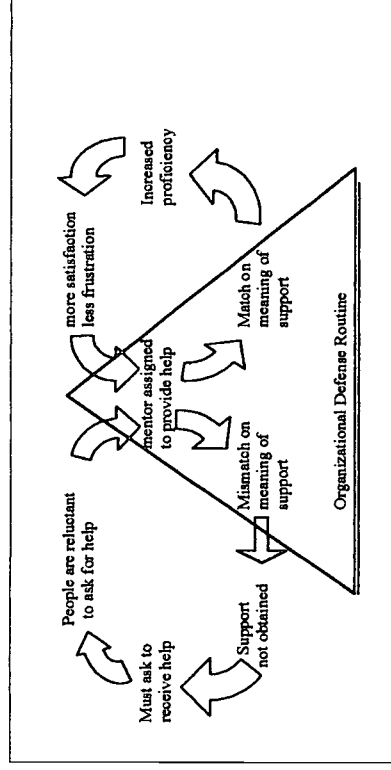 People are reluctant
to ask for help
more satisfaction
less frustration
Must ask to
receive help
mentor assigned
to provide help
Increased
proficiency
Support
not obtained
Mismatch on
meaning of
support
Match on
meaning of
support
Organizational Defense Routine